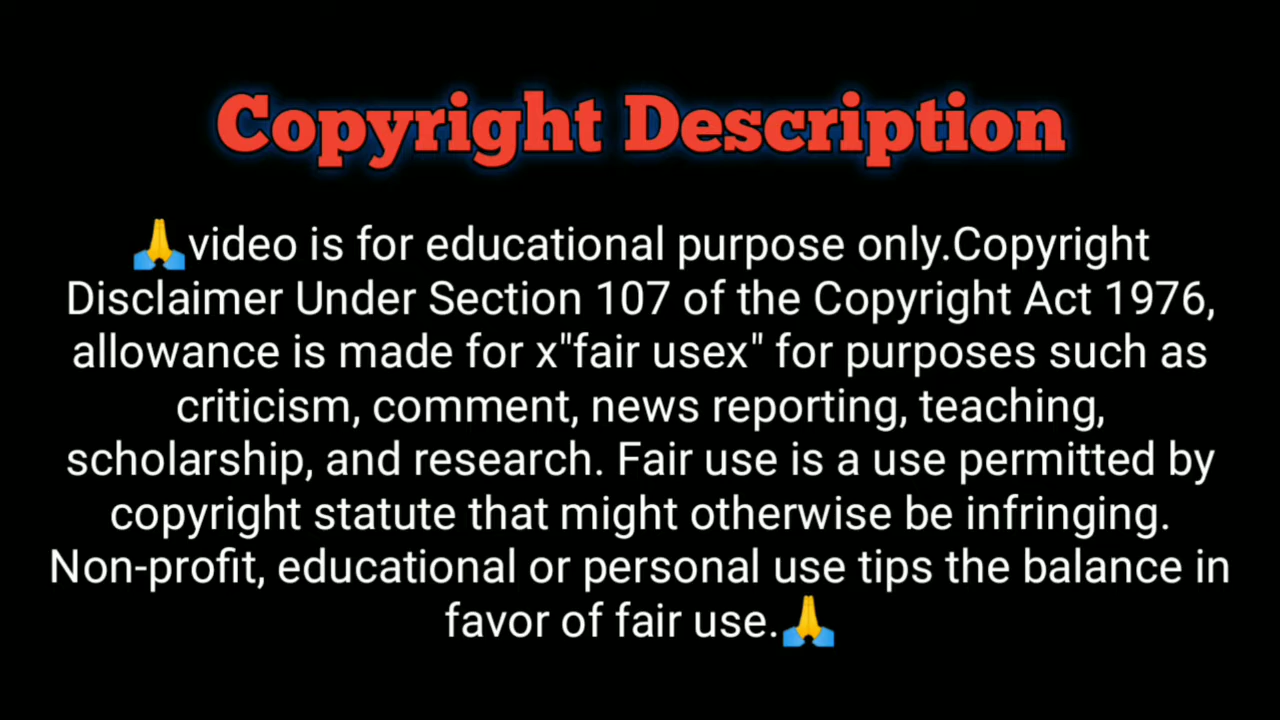 Copyright Description
🙏video is for educational purpose only.Copyright
Disclaimer Under Section 107 of the Copyright Act 1976,
allowance is made for x"fair usex" for purposes such as
criticism, comment, news reporting, teaching,
scholarship, and research. Fair use is a use permitted by
copyright statute that might otherwise be infringing.
Non-profit, educational or personal use tips the balance in
favor of fair use.🙏